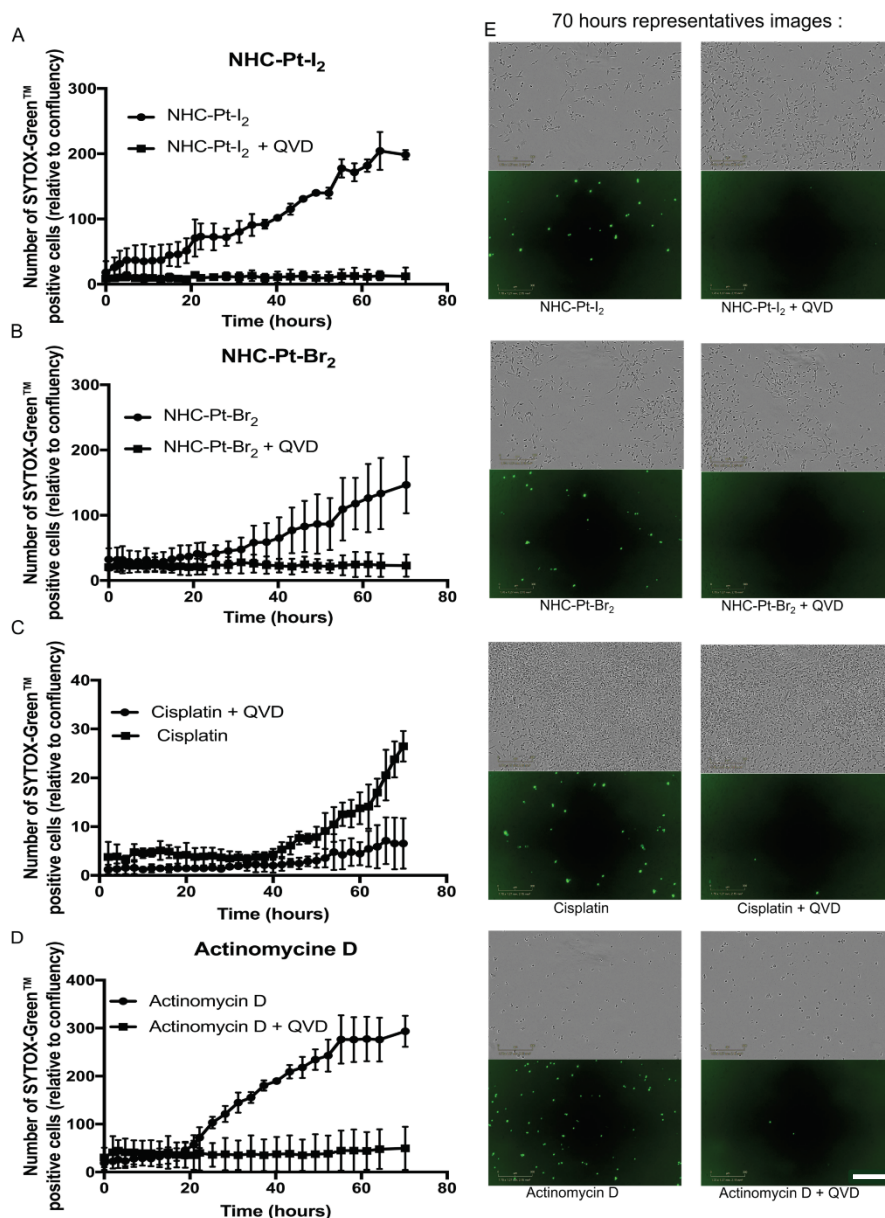 A
NHC-Pt-I₂
Number of SYTOX-Green™
positive cells (relative to confluency)
300
200
100
0
NHC-Pt-I₂
NHC-Pt-I₂ + QVD
0
20
40
60
80
Time (hours)
B
NHC-Pt-Br₂
Number of SYTOX-Green™
positive cells (relative to confluency)
300
200
100
0
NHC-Pt-Br₂
NHC-Pt-Br₂ + QVD
0
20
40
60
80
Time (hours)
C
Number of SYTOX-Green™
positive cells (relative to confluency)
40
30
20
10
0
Cisplatin + QVD
Cisplatin
0
20
40
60
80
Time (hours)
D
Actinomycine D
Number of SYTOX-Green™
positive cells (relative to confluency)
400
300
200
100
0
Actinomycin D
Actinomycin D + QVD
0
20
40
60
80
Time (hours)
E
70 hours representatives images :
NHC-Pt-I₂
NHC-Pt-I₂ + QVD
NHC-Pt-Br₂
NHC-Pt-Br₂ + QVD
Cisplatin
Cisplatin + QVD
Actinomycin D
Actinomycin D + QVD